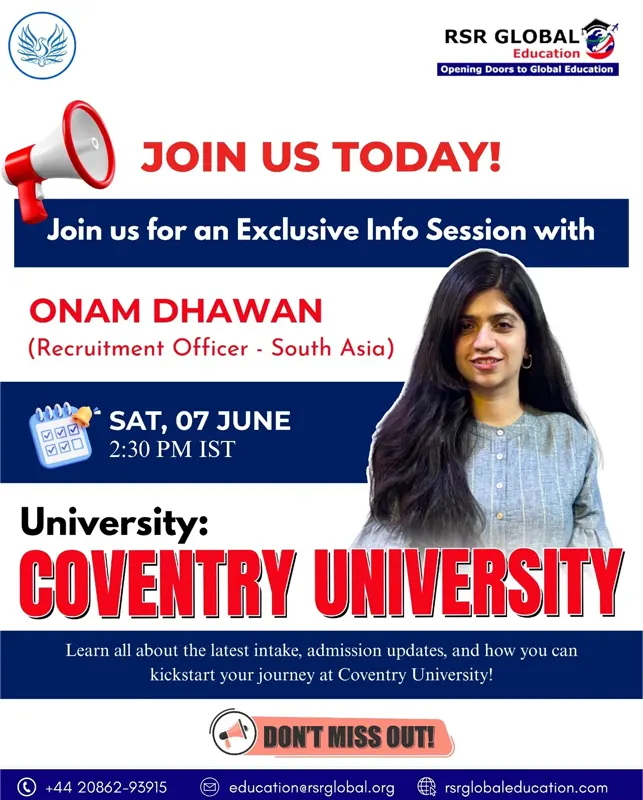 RSR GLOBAL
Education
Opening Doors to Global Education
JOIN US TODAY!
Join us for an Exclusive Info Session with
ONAM DHAWAN
(Recruitment Officer - South Asia)
SAT, 07 JUNE
2:30 PM IST
University:
COVENTRY UNIVERSITY
Learn all about the latest intake, admission updates, and how you can
kickstart your journey at Coventry University!
DON'T MISS OUT!
+44 20862-93915
education@rsrglobal.org
rsrglobaleducation.com